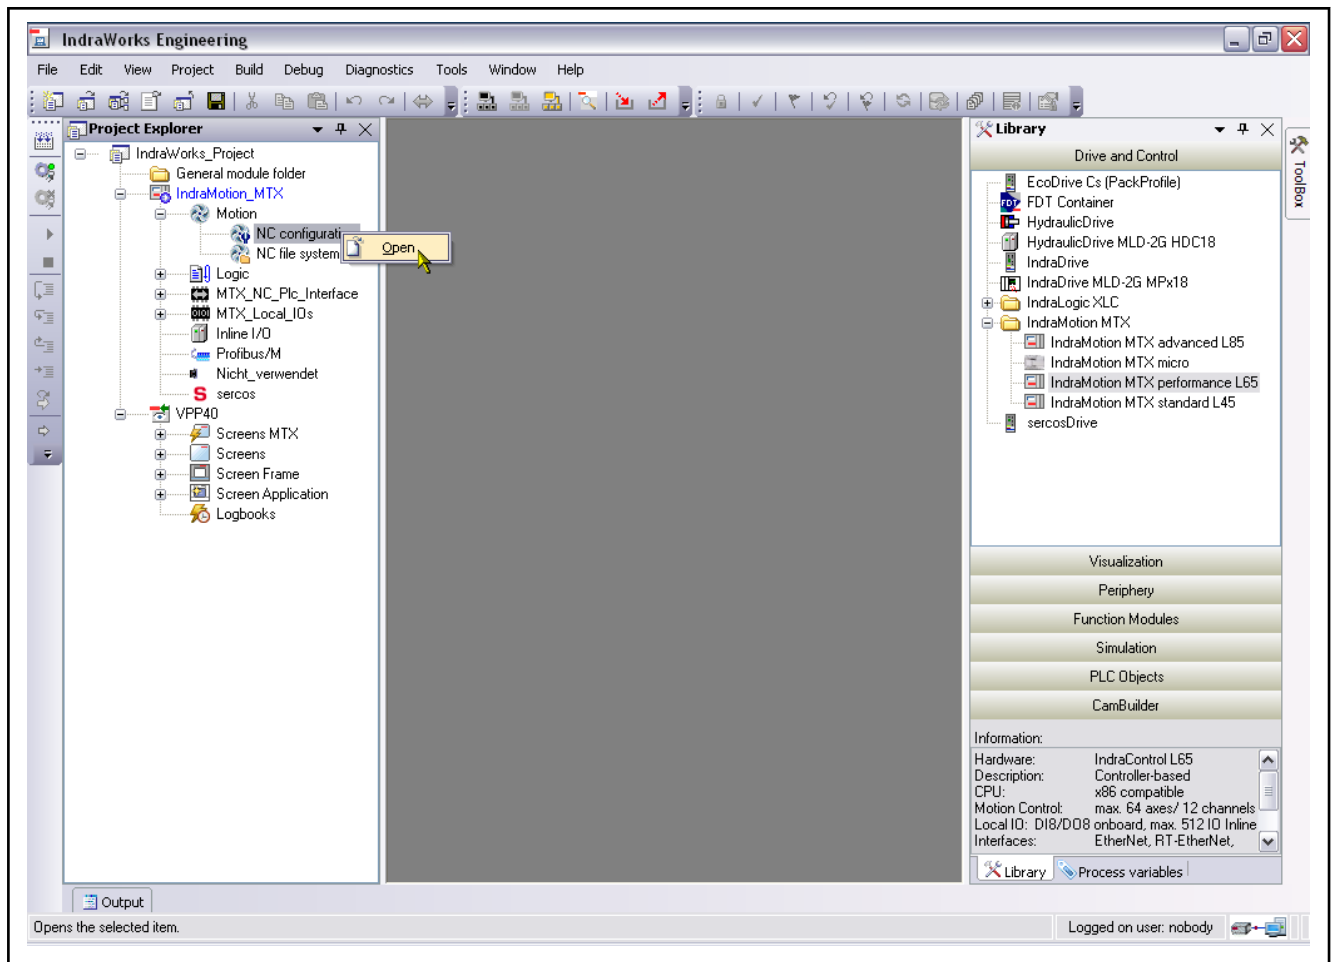 IndraWorks Engineering
File Edit View Project Build Debug Diagnostics Tools Window Help
Project Explorer
IndraWorks_Project
General module folder
IndraMotion_MTX
Motion
NC configurati
NC file system
Open
Logic
MTX_NC_Plc_Interface
MTX_Local_IOs
Inline I/O
Profibus/M
Nicht_verwendet
sercos
VPP40
Screens MTX
Screens
Screen Frame
Screen Application
Logbooks
Library
Drive and Control
EcoDrive Cs (PackProfile)
FDT Container
HydraulicDrive
HydraulicDrive MLD-2G HDC18
IndraDrive
IndraDrive MLD-2G MPx18
IndraLogic XLC
IndraMotion MTX
IndraMotion MTX advanced L85
IndraMotion MTX micro
IndraMotion MTX performance L65
IndraMotion MTX standard L45
sercosDrive
Visualization
Periphery
Function Modules
Simulation
PLC Objects
CamBuilder
Information:
Hardware: IndraControl L65
Description: Controller-based
CPU: x86 compatible
Motion Control: max. 64 axes/ 12 channels
Local IO: DI8/DO8 onboard, max. 512 IO Inline
Interfaces: EtherNet, RT-EtherNet,
Library Process variables
ToolBox
Output
Opens the selected item.
Logged on user: nobody